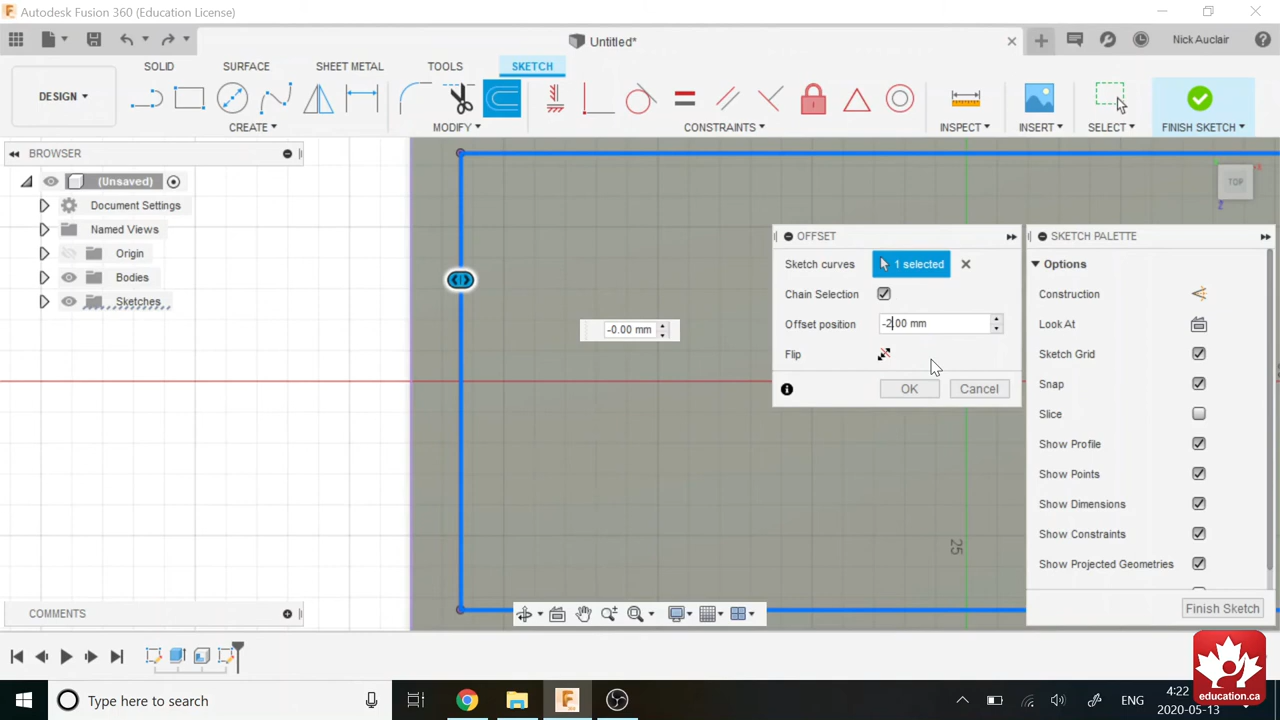 Autodesk Fusion 360 (Education License)
Untitled*
Nick Auclair
SOLID SURFACE SHEET METAL TOOLS SKETCH
DESIGN
CREATE MODIFY CONSTRAINTS INSPECT INSERT SELECT FINISH SKETCH
BROWSER
(Unsaved)
Document Settings
Named Views
Origin
Bodies
Sketches
TOP
Z
-0.00 mm
OFFSET
Sketch curves 1 selected
Chain Selection
Offset position -2.00 mm
Flip
OK Cancel
SKETCH PALETTE
Options
Construction
Look At
Sketch Grid
Snap
Slice
Show Profile
Show Points
Show Dimensions
Show Constraints
Show Projected Geometries
Finish Sketch
25
COMMENTS
education.ca
Type here to search
ENG
4:22
2020-05-13